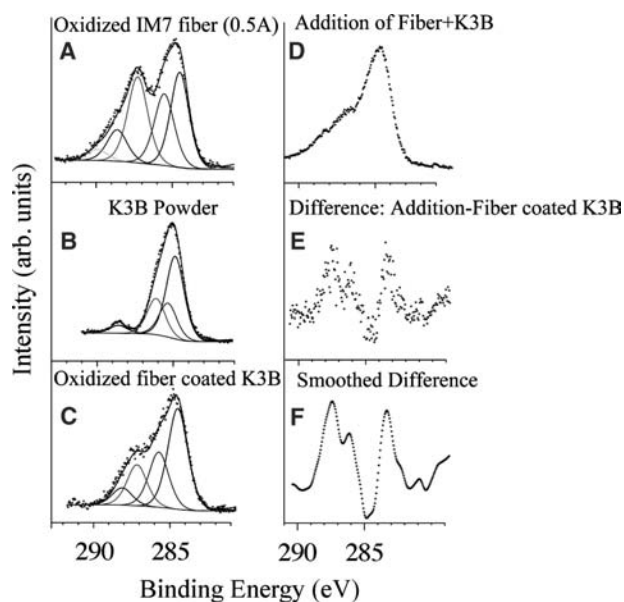 Oxidized IM7 fiber (0.5A)
A
K3B Powder
B
Oxidized fiber coated K3B
C
290 285
Addition of Fiber+K3B
D
Difference: Addition-Fiber coated K3B
E
Smoothed Difference
F
290 285
Intensity (arb. units)
Binding Energy (eV)